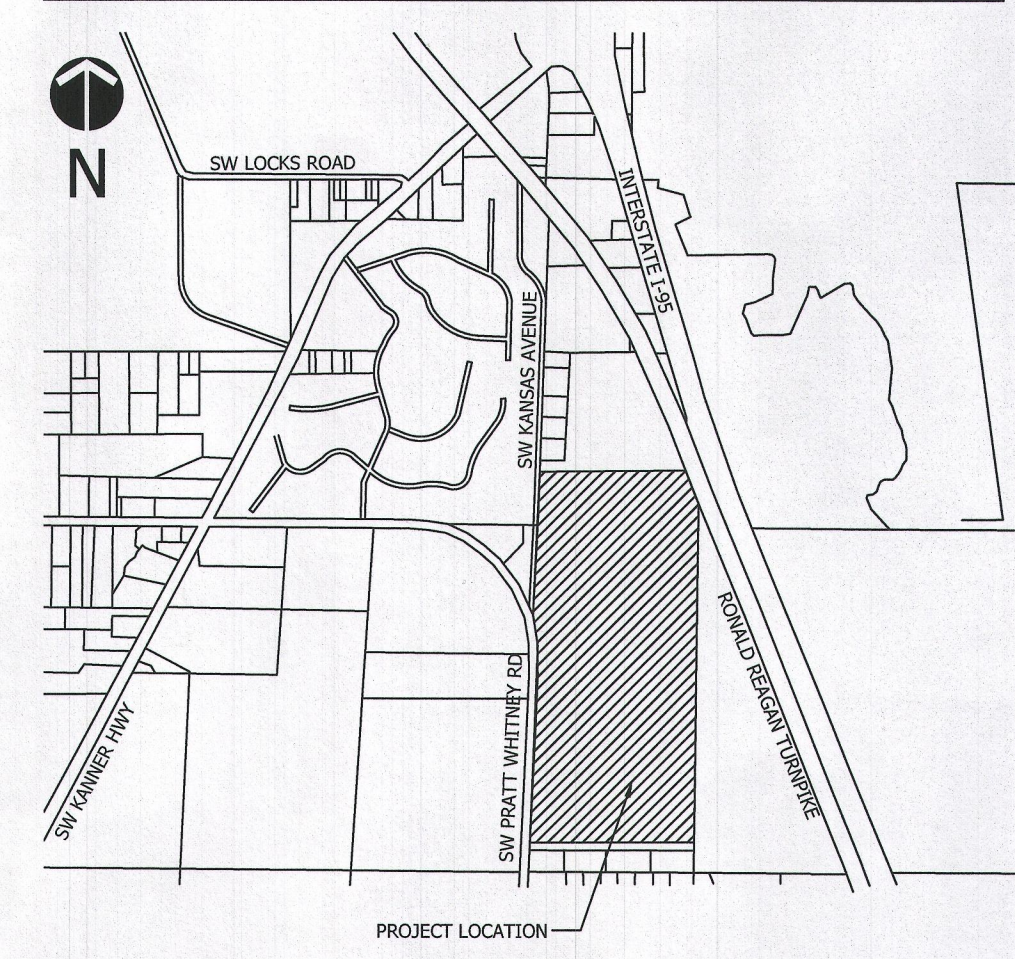 N
SW LOCKS ROAD
INTERSTATE I-95
SW KANSAS AVENUE
RONALD REAGAN TURNPIKE
SW PRATT WHITNEY RD
SW KANNER HWY
PROJECT LOCATION